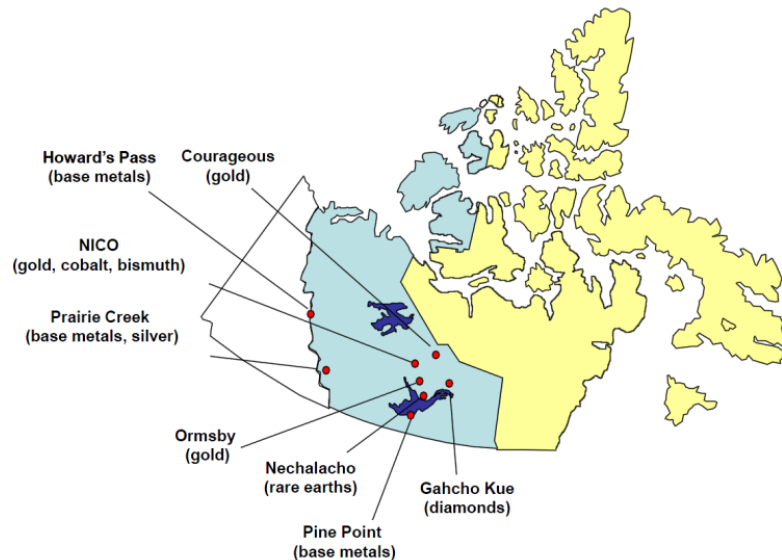 Howard's Pass
(base metals)
Courageous
(gold)
NICO
(gold, cobalt, bismuth)
Prairie Creek
(base metals, silver)
Ormsby
(gold)
Nechalacho
(rare earths)
Gahcho Kue
(diamonds)
Pine Point
(base metals)